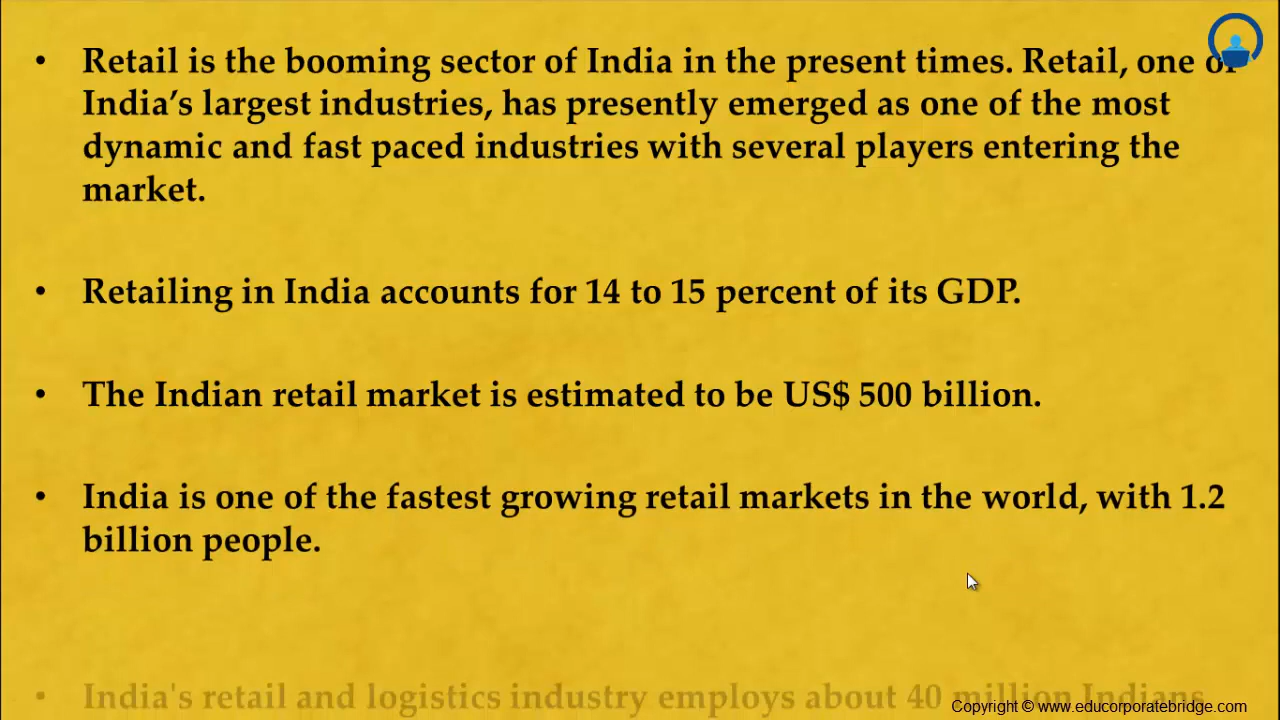 • Retail is the booming sector of India in the present times. Retail, one of
India’s largest industries, has presently emerged as one of the most
dynamic and fast paced industries with several players entering the
market.
• Retailing in India accounts for 14 to 15 percent of its GDP.
• The Indian retail market is estimated to be US$ 500 billion.
• India is one of the fastest growing retail markets in the world, with 1.2
billion people.
• India's retail and logistics industry employs about 40 million Indians
Copyright © www.educorporatebridge.com